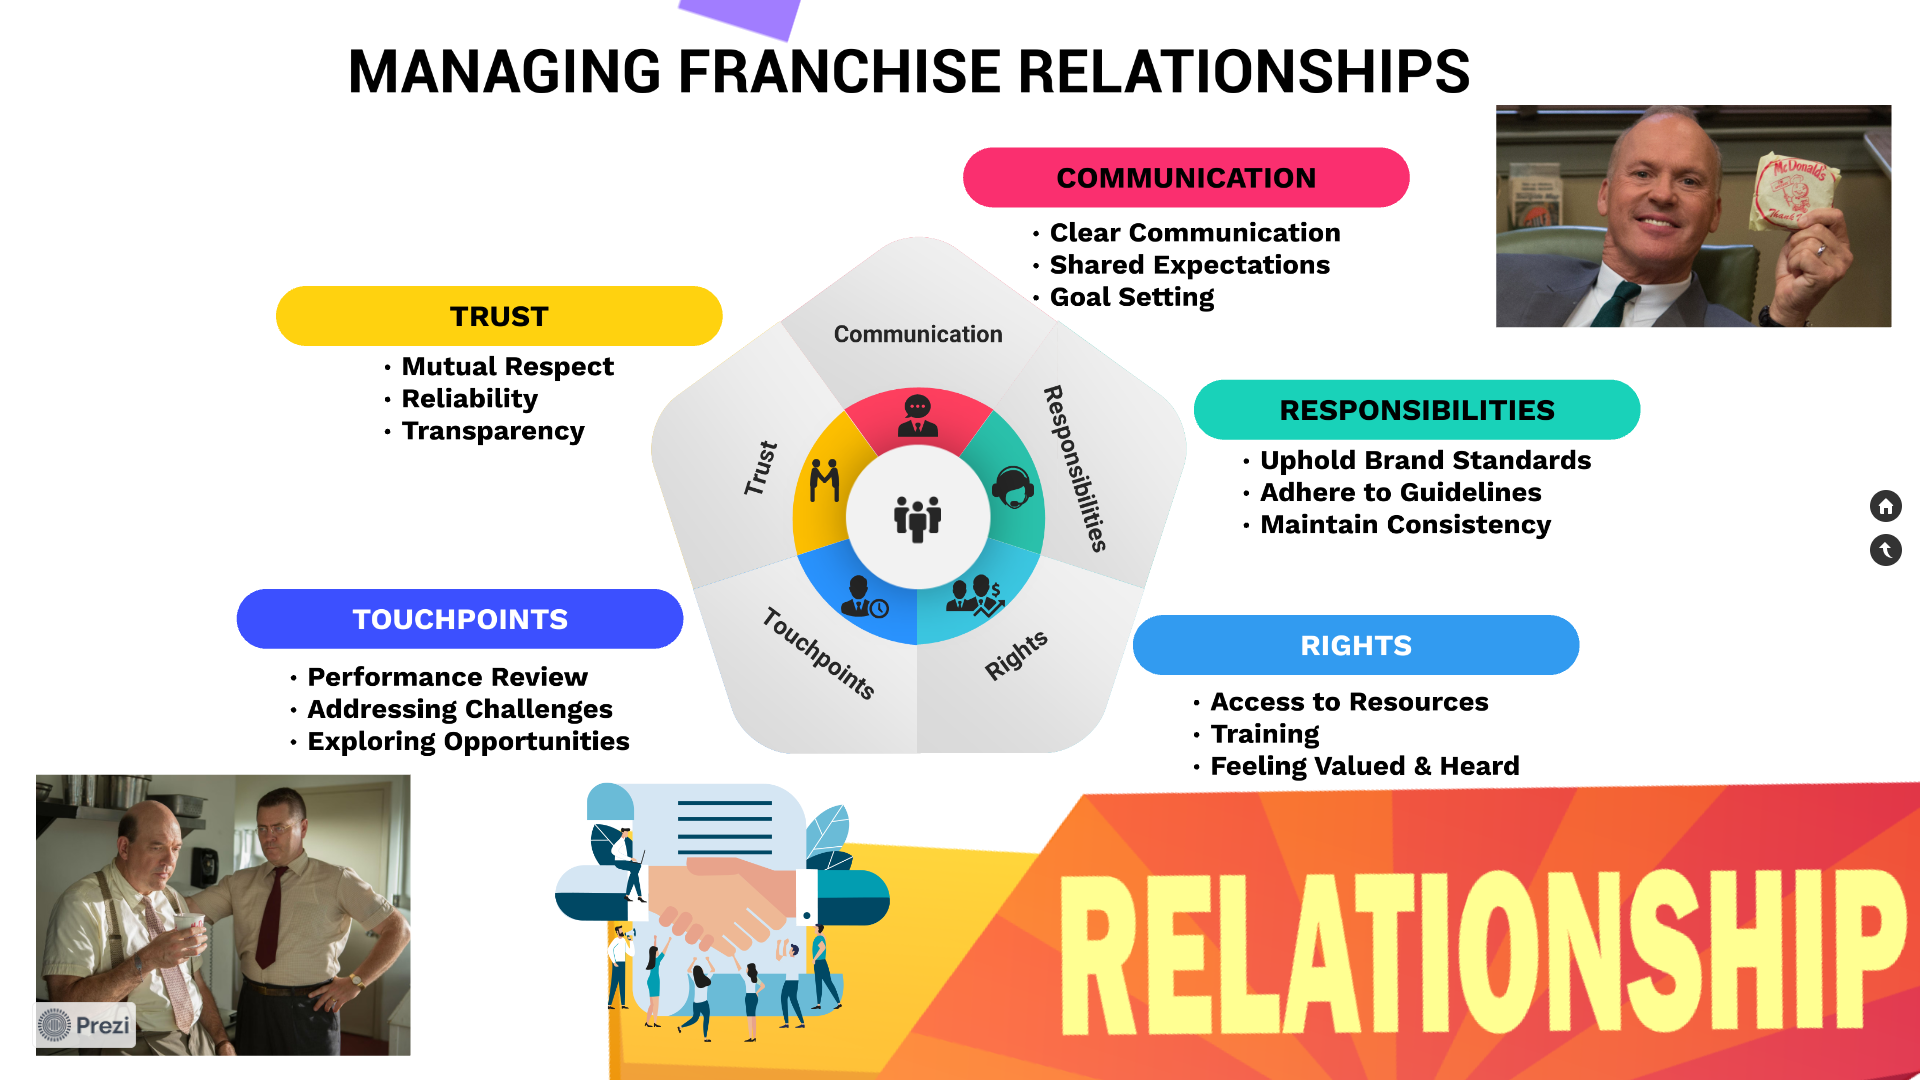 MANAGING FRANCHISE RELATIONSHIPS
COMMUNICATION
• Clear Communication
• Shared Expectations
• Goal Setting
McDonald's
Thank
TRUST
• Mutual Respect
• Reliability
• Transparency
Communication
Responsibilities
Trust
Touchpoints
Rights
$
RESPONSIBILITIES
• Uphold Brand Standards
• Adhere to Guidelines
• Maintain Consistency
TOUCHPOINTS
• Performance Review
• Addressing Challenges
• Exploring Opportunities
RIGHTS
• Access to Resources
• Training
• Feeling Valued & Heard
RELATIONSHIP
Prezi